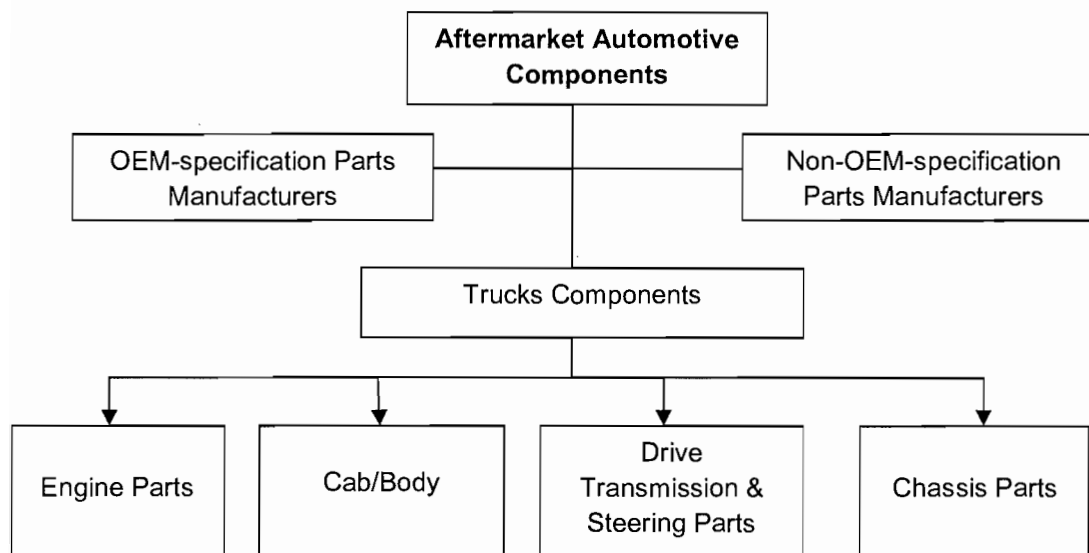 Aftermarket Automotive
Components
OEM-specification Parts
Manufacturers
Non-OEM-specification
Parts Manufacturers
Trucks Components
Engine Parts
Cab/Body
Drive
Transmission &
Steering Parts
Chassis Parts